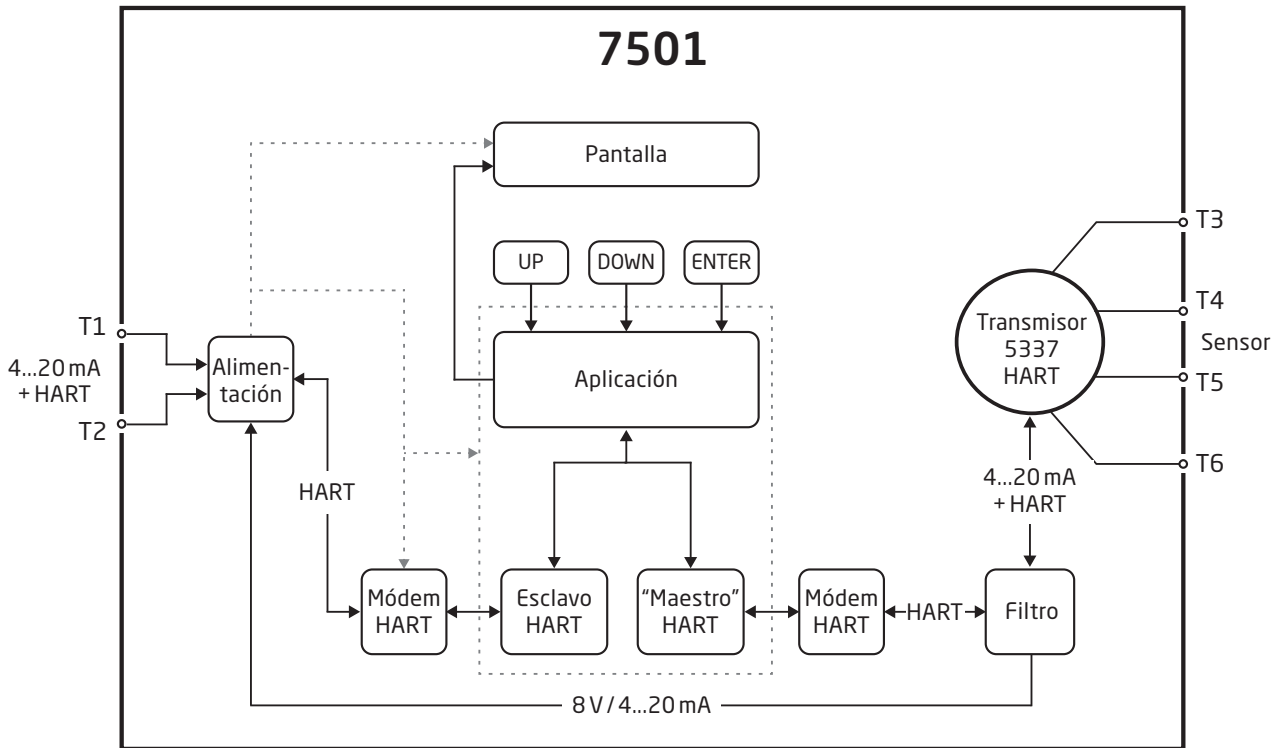 7501
Pantalla
UP
DOWN
ENTER
T1
4...20 mA
+ HART
T2
Alimen-
tación
Aplicación
Transmisor
5337
HART
T3
T4
Sensor
T5
T6
HART
4...20 mA
+ HART
Módem
HART
Esclavo
HART
"Maestro"
HART
Módem
HART
HART
Filtro
8 V / 4...20 mA